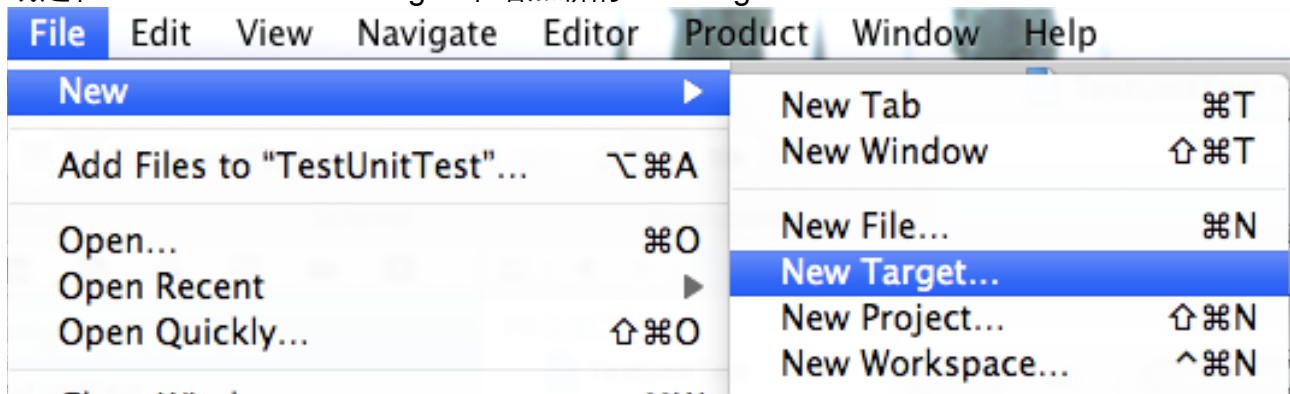 File Edit View Navigate Editor Product Window Help
New
Add Files to “TestUnitTest”... ⌥⌘A
Open... ⌘O
Open Recent
Open Quickly... ⇧⌘O
New Tab ⌘T
New Window ⇧⌘T
New File... ⌘N
New Target...
New Project... ⇧⌘N
New Workspace... ^⌘N